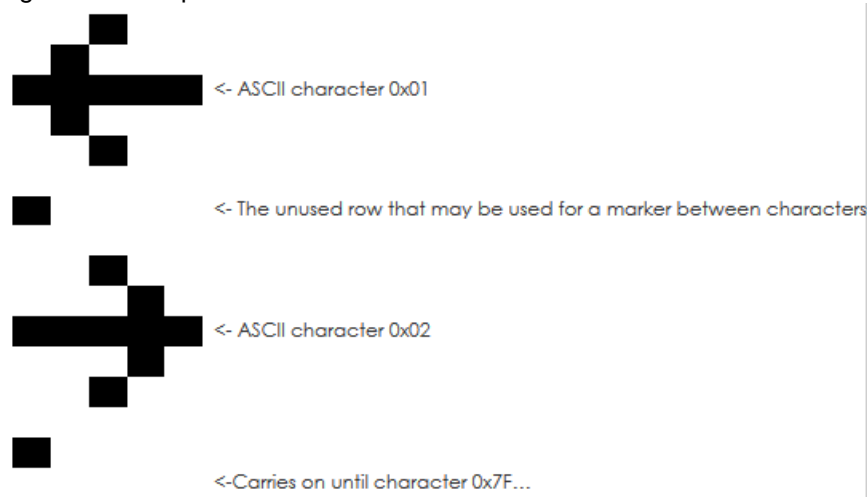 <- ASCII character 0x01
<- The unused row that may be used for a marker between characters
<- ASCII character 0x02
<-Carries on until character 0x7F...